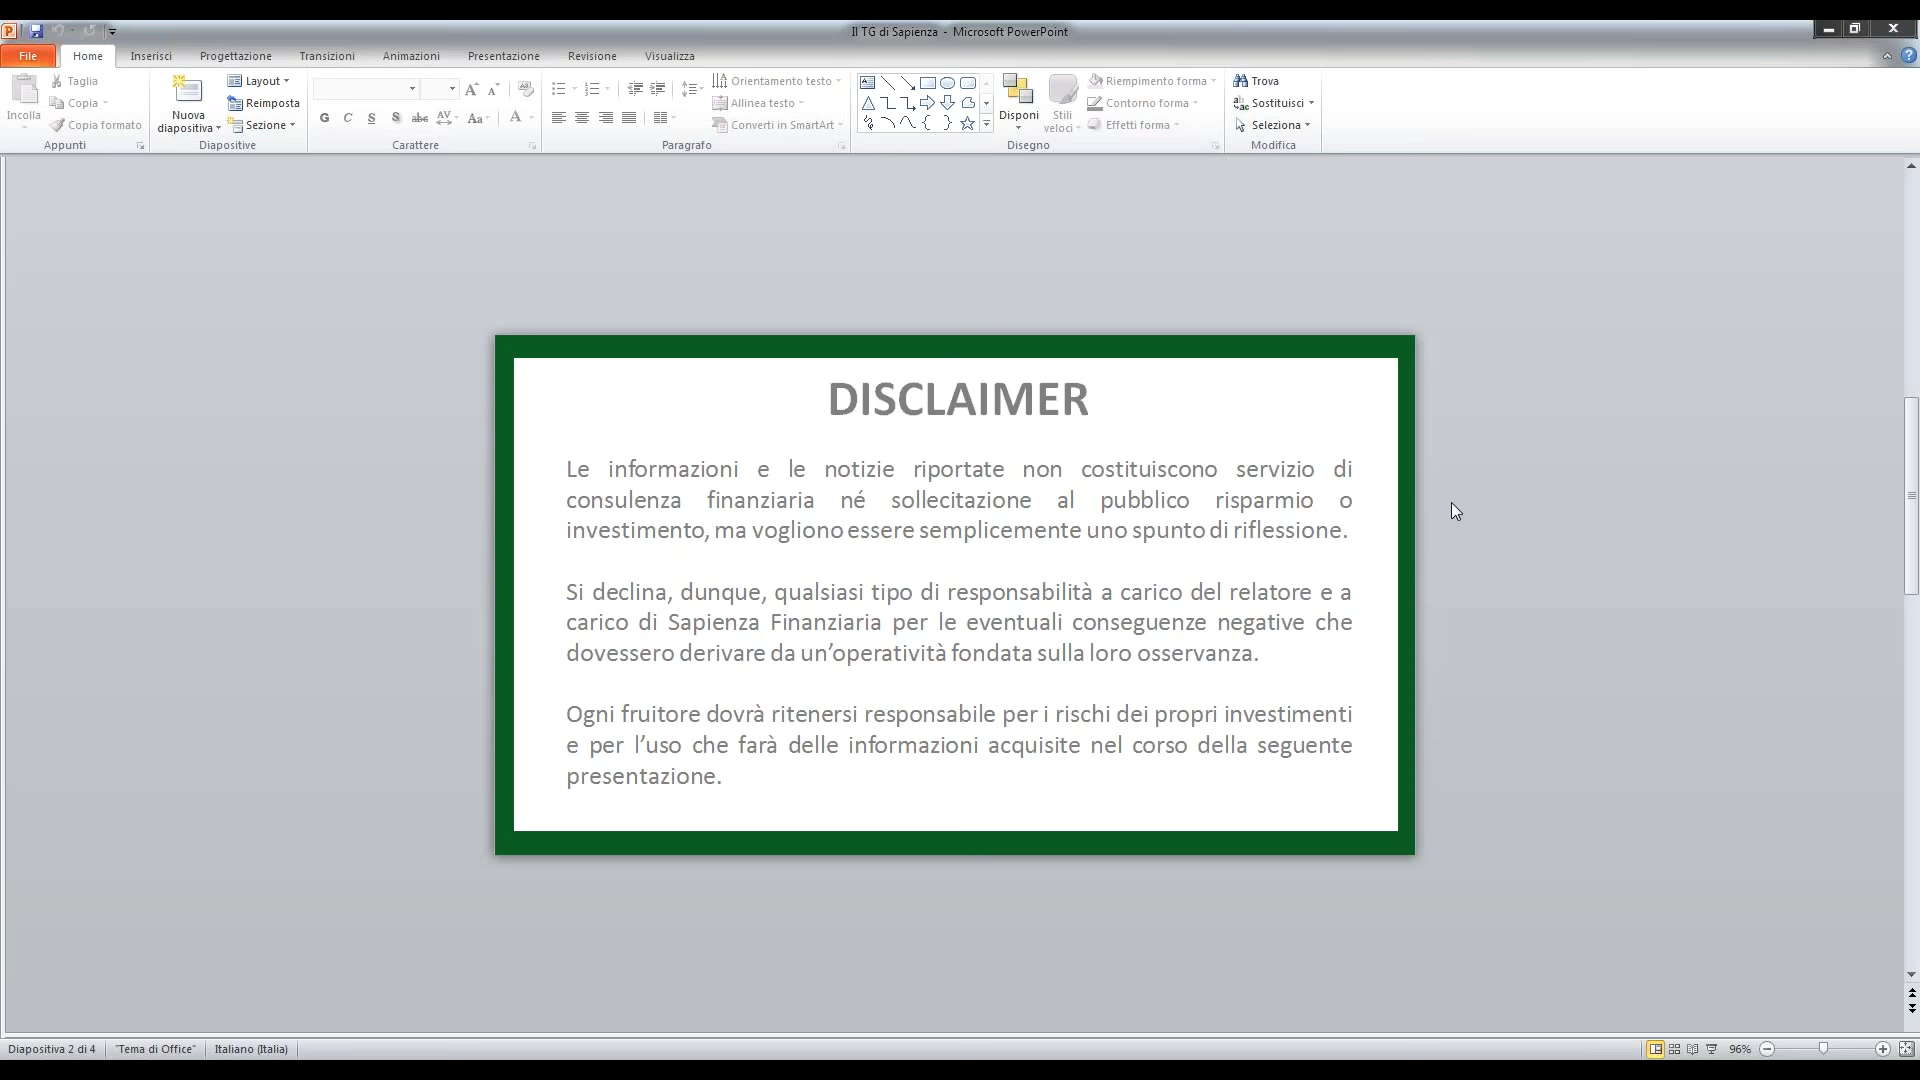 Il TG di Sapienza - Microsoft PowerPoint
File Home Inserisci Progettazione Transizioni Animazioni Presentazione Revisione Visualizza
Incolla
Taglia
Copia
Copia formato
Appunti
Nuova
diapositiva
Layout
Reimposta
Sezione
Diapositive
G C S S abc AV Aa A
Carattere
Orientamento testo
Allinea testo
Converti in SmartArt
Paragrafo
Disponi
Stili
veloci
Riempimento forma
Contorno forma
Effetti forma
Disegno
Trova
Sostituisci
Seleziona
Modifica
DISCLAIMER
Le informazioni e le notizie riportate non costituiscono servizio di
consulenza finanziaria né sollecitazione al pubblico risparmio o
investimento, ma vogliono essere semplicemente uno spunto di riflessione.
Si declina, dunque, qualsiasi tipo di responsabilità a carico del relatore e a
carico di Sapienza Finanziaria per le eventuali conseguenze negative che
dovessero derivare da un’operatività fondata sulla loro osservanza.
Ogni fruitore dovrà ritenersi responsabile per i rischi dei propri investimenti
e per l’uso che farà delle informazioni acquisite nel corso della seguente
presentazione.
Diapositiva 2 di 4 "Tema di Office" Italiano (Italia) 96%